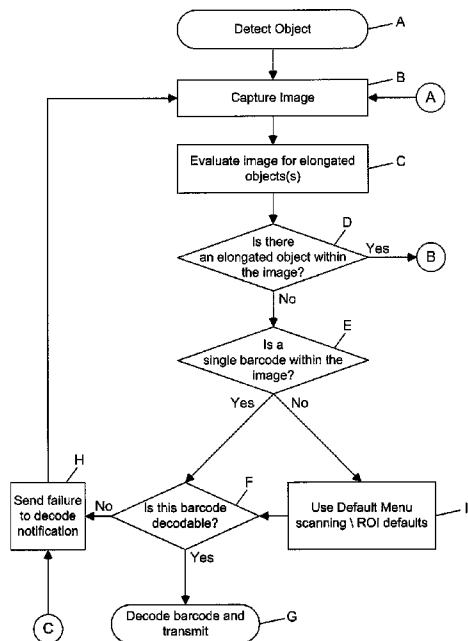 Detect Object
A
B
Capture Image
A
Evaluate image for elongated
objects(s)
C
D
Is there
an elongated object within
the image?
Yes
B
No
E
Is a
single barcode within the
image?
Yes
No
H
Send failure
to decode
notification
No
F
Is this barcode
decodable?
Use Default Menu
scanning \ ROI defaults
I
Yes
C
Decode barcode and
transmit
G